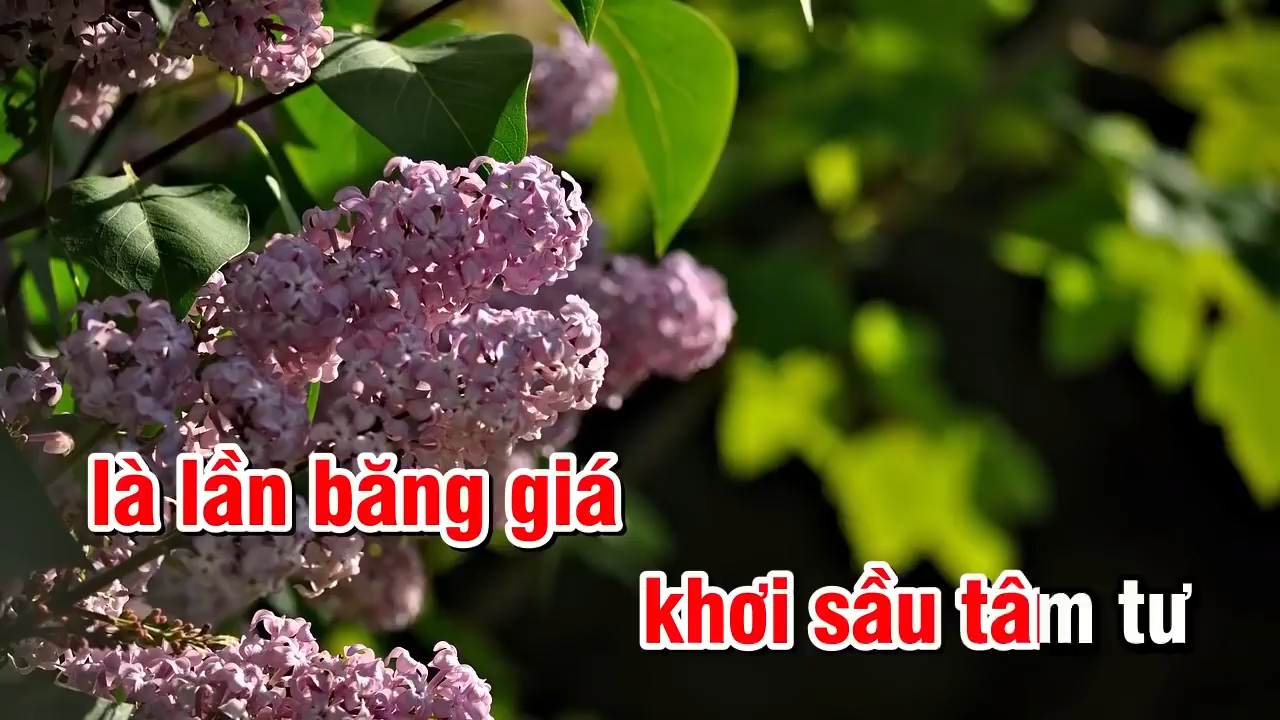 là lần băng giá
khơi sầu tâm tư